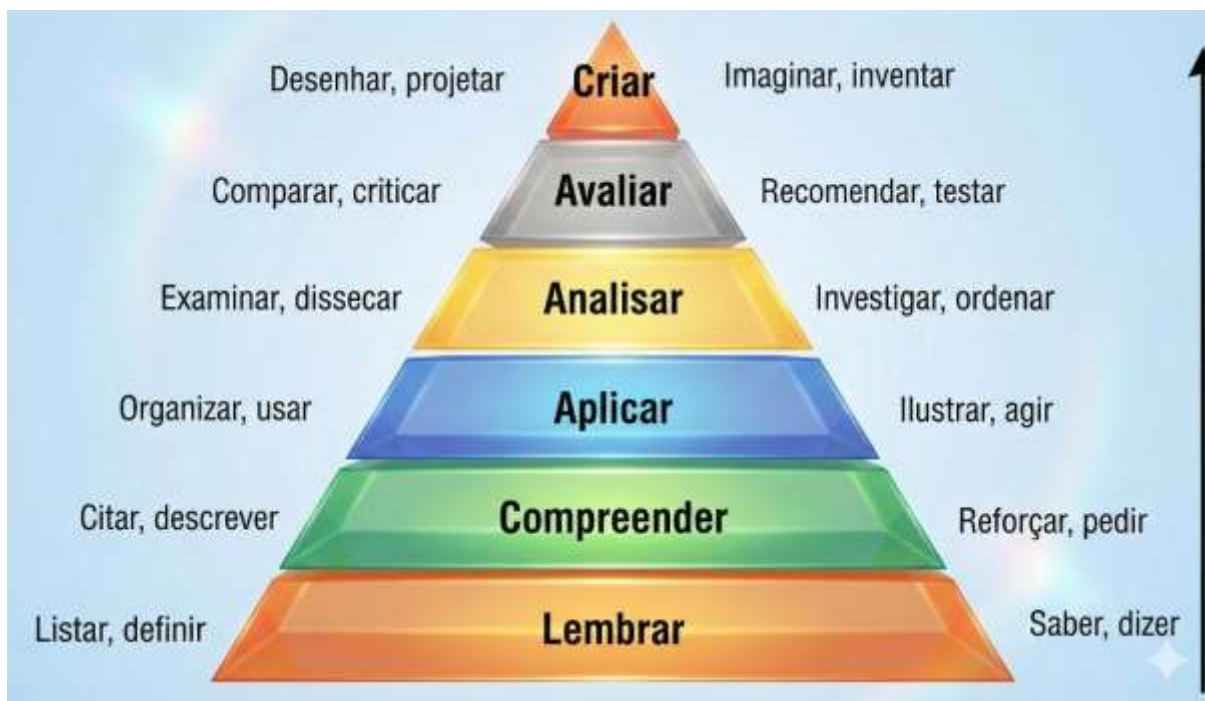 Desenhar, projetar
Criar
Imaginar, inventar
Comparar, criticar
Avaliar
Recomendar, testar
Examinar, dissecar
Analisar
Investigar, ordenar
Organizar, usar
Aplicar
Ilustrar, agir
Citar, descrever
Compreender
Reforçar, pedir
Listar, definir
Lembrar
Saber, dizer